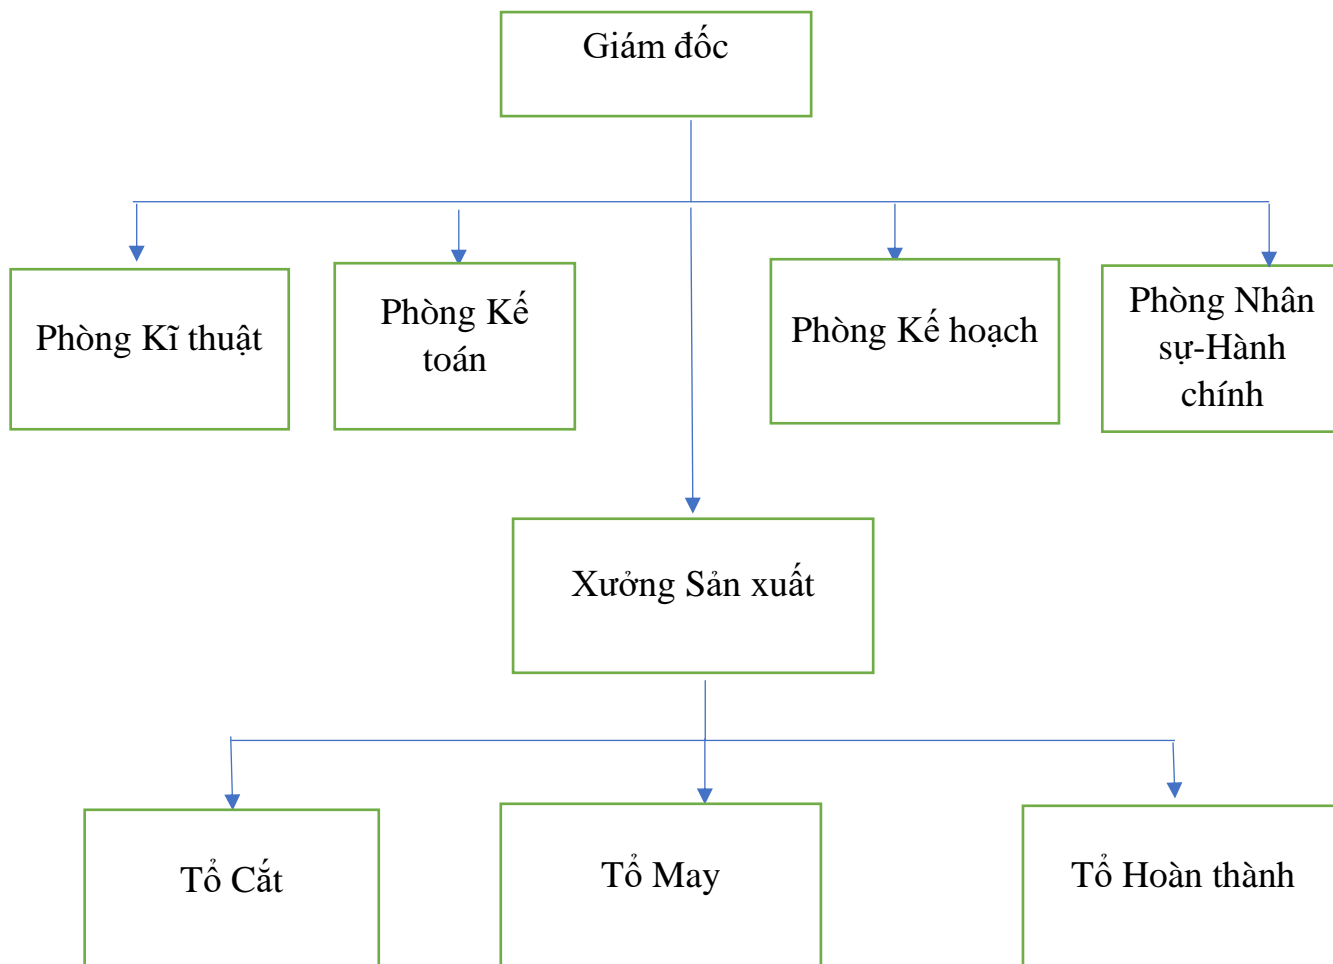 Giám đốc
Phòng Kĩ thuật
Phòng Kế
toán
Phòng Kế hoạch
Phòng Nhân
sự-Hành
chính
Xưởng Sản xuất
Tổ Cắt
Tổ May
Tổ Hoàn thành